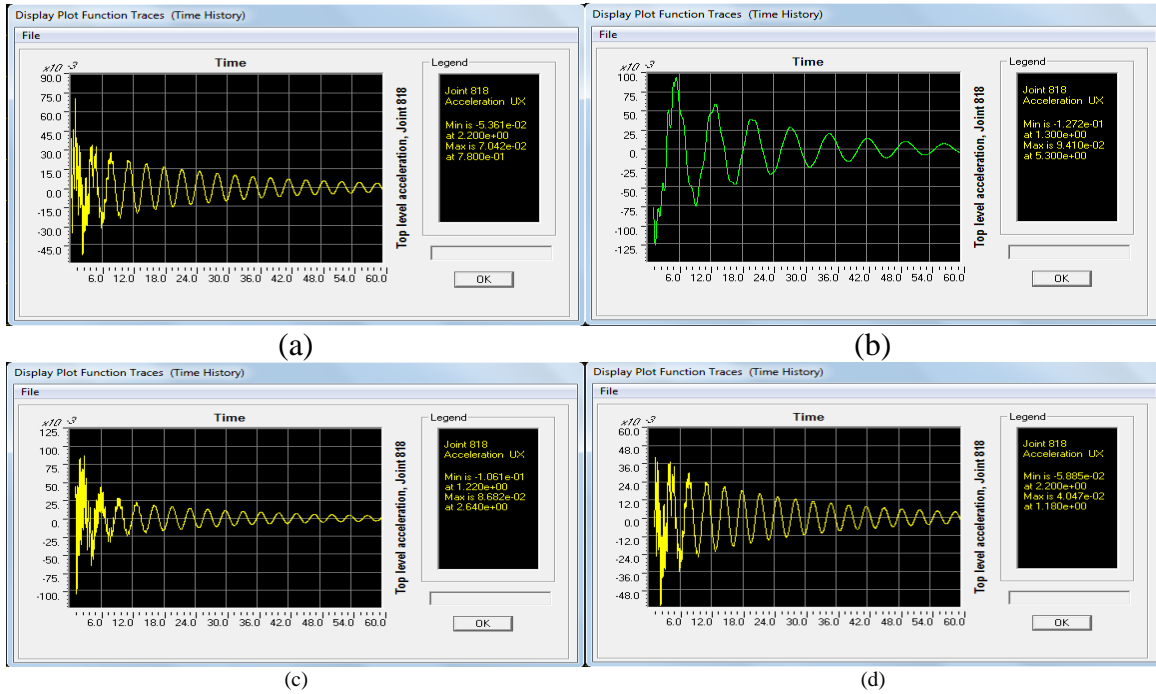 Display Plot Function Traces (Time History)
File
Time
x10 -3
90.0
75.0
60.0
45.0
30.0
15.0
0.0
-15.0
-30.0
-45.0
6.0 12.0 18.0 24.0 30.0 36.0 42.0 48.0 54.0 60.0
Top level acceleration, Joint 818
Legend
Joint 818
Acceleration UX
Min is -5.361e-02
at 2.200e+00
Max is 7.042e-02
at 7.800e-01
OK
(a)
Display Plot Function Traces (Time History)
File
Time
x10 -3
100.
75.
50.
25.
0.
-25.
-50.
-75.
-100.
-125.
6.0 12.0 18.0 24.0 30.0 36.0 42.0 48.0 54.0 60.0
Top level acceleration, Joint 818
Legend
Joint 818
Acceleration UX
Min is -1.272e-01
at 1.300e+00
Max is 9.410e-02
at 5.300e+00
OK
(b)
Display Plot Function Traces (Time History)
File
Time
x10 -3
125.
100.
75.
50.
25.
0.
-25.
-50.
-75.
-100.
6.0 12.0 18.0 24.0 30.0 36.0 42.0 48.0 54.0 60.0
Top level acceleration, Joint 818
Legend
Joint 818
Acceleration UX
Min is -1.061e-01
at 1.220e+00
Max is 8.682e-02
at 2.640e+00
OK
(c)
Display Plot Function Traces (Time History)
File
Time
x10 -3
60.0
48.0
36.0
24.0
12.0
0.0
-12.0
-24.0
-36.0
-48.0
6.0 12.0 18.0 24.0 30.0 36.0 42.0 48.0 54.0 60.0
Top level acceleration, Joint 818
Legend
Joint 818
Acceleration UX
Min is -5.885e-02
at 2.200e+00
Max is 4.047e-02
at 1.180e+00
OK
(d)